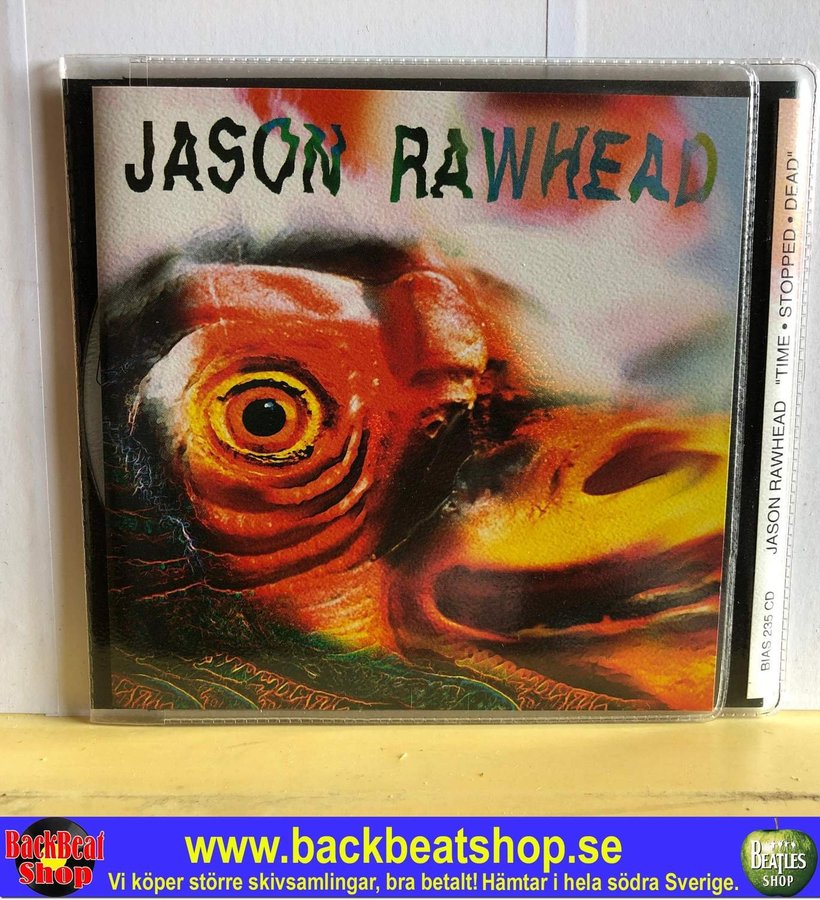 JASON RAWHEAD
BIAS 235 CD JASON RAWHEAD "TIME • STOPPED • DEAD"
BackBeat
Shop
www.backbeatshop.se
Vi köper större skivsamlingar, bra betalt! Hämtar i hela södra Sverige.
BEATLES
SHOP